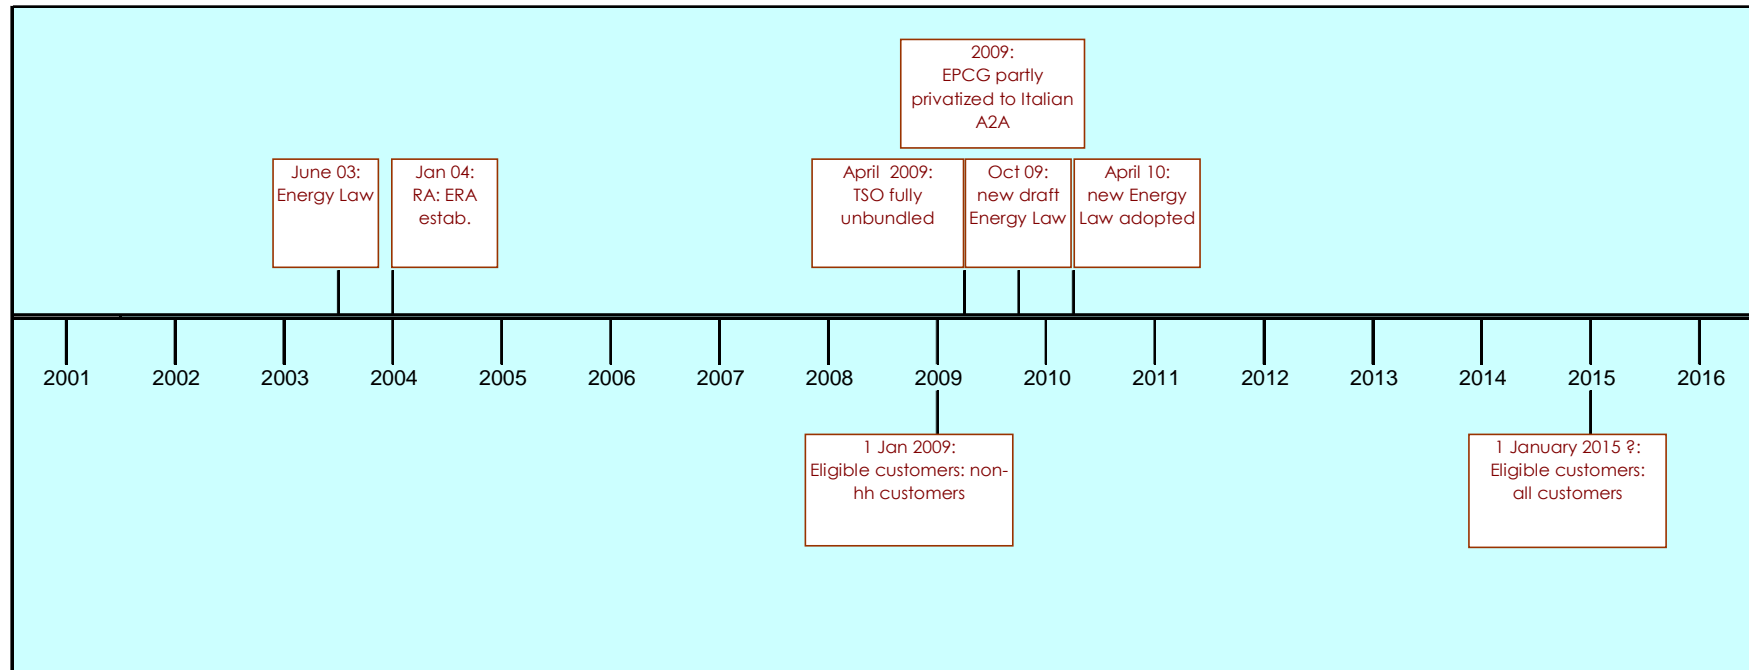 2009:
EPCG partly
privatized to Italian
A2A
June 03:
Energy Law
Jan 04:
RA: ERA
estab.
April 2009:
TSO fully
unbundled
Oct 09:
new draft
Energy Law
April 10:
new Energy
Law adopted
2001 2002 2003 2004 2005 2006 2007 2008 2009 2010 2011 2012 2013 2014 2015 2016
1 Jan 2009:
Eligible customers: non-
hh customers
1 January 2015 ?:
Eligible customers:
all customers